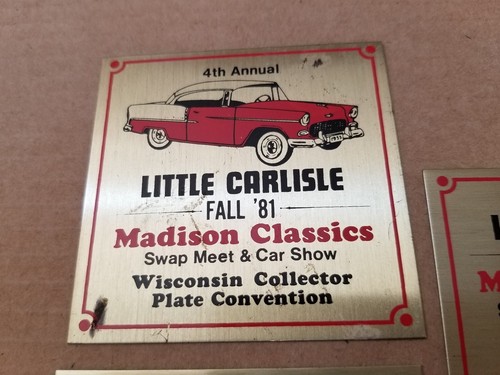 4th Annual
LITTLE CARLISLE
FALL '81
Madison Classics
Swap Meet & Car Show
Wisconsin Collector
Plate Convention